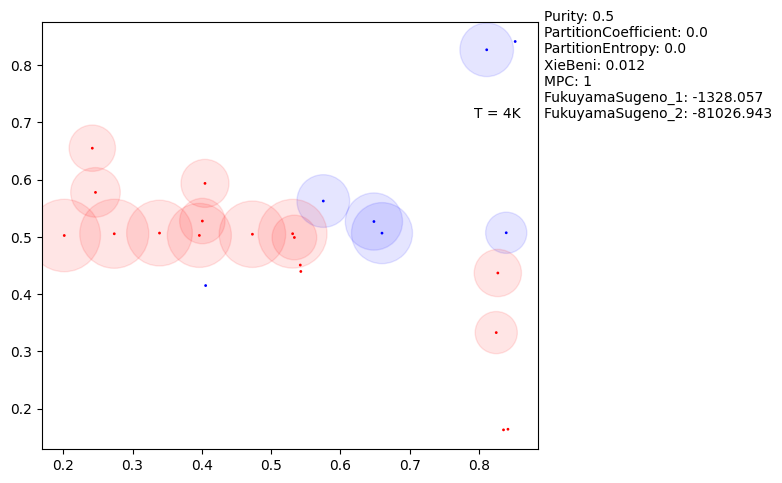 Purity: 0.5
PartitionCoefficient: 0.0
PartitionEntropy: 0.0
XieBeni: 0.012
MPC: 1
FukuyamaSugeno_1: -1328.057
FukuyamaSugeno_2: -81026.943
T = 4K
0.8
0.7
0.6
0.5
0.4
0.3
0.2
0.2 0.3 0.4 0.5 0.6 0.7 0.8